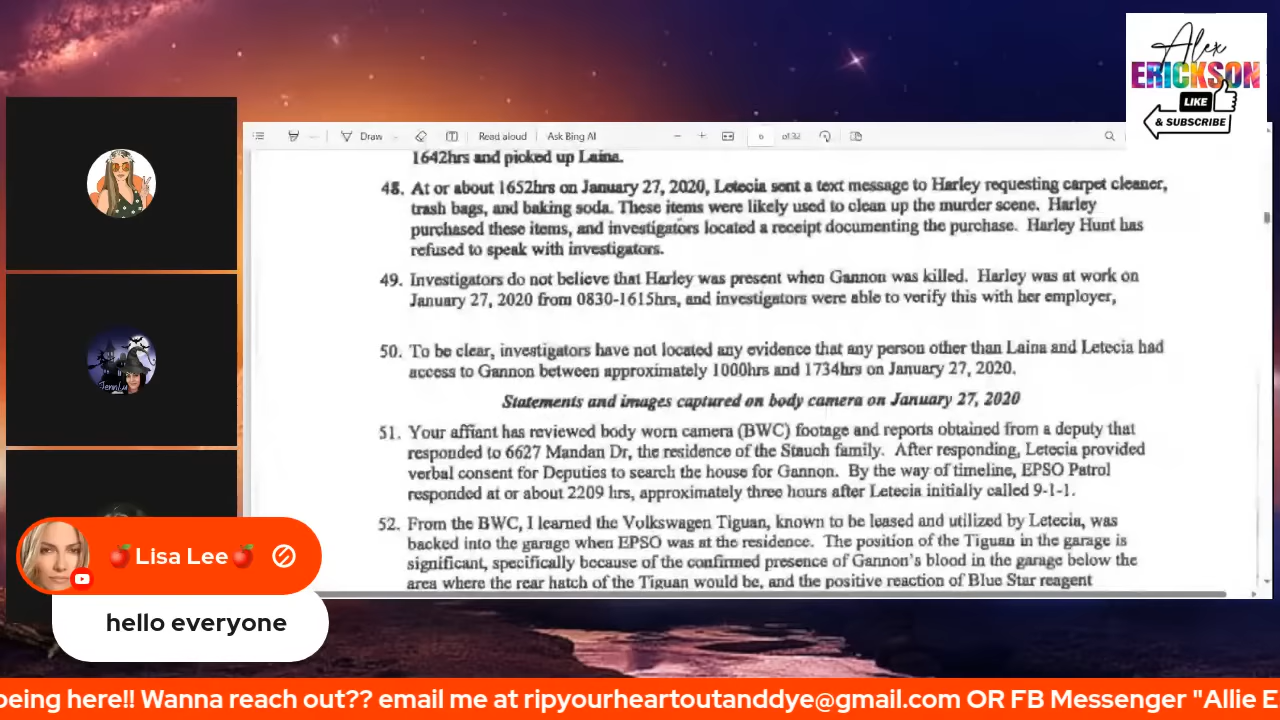 Alex
ERICKSON
LIKE
& SUBSCRIBE
Draw
Read aloud
Ask Bing AI
6
of 32
1642hrs and picked up Laina.
48. At or about 1652hrs on January 27, 2020, Letecia sent a text message to Harley requesting carpet cleaner,
trash bags, and baking soda. These items were likely used to clean up the murder scene. Harley
purchased these items, and investigators located a receipt documenting the purchase. Harley Hunt has
refused to speak with investigators.
49. Investigators do not believe that Harley was present when Gannon was killed. Harley was at work on
January 27, 2020 from 0830-1615hrs, and investigators were able to verify this with her employer,
50. To be clear, investigators have not located any evidence that any person other than Laina and Letecia had
access to Gannon between approximately 1000hrs and 1734hrs on January 27, 2020.
Statements and images captured on body camera on January 27, 2020
51. Your affiant has reviewed body worn camera (BWC) footage and reports obtained from a deputy that
responded to 6627 Mandan Dr, the residence of the Stauch family. After responding, Letecia provided
verbal consent for Deputies to search the house for Gannon. By the way of timeline, EPSO Patrol
responded at or about 2209 hrs, approximately three hours after Letecia initially called 9-1-1.
52. From the BWC, I learned the Volkswagen Tiguan, known to be leased and utilized by Letecia, was
backed into the garage when EPSO was at the residence. The position of the Tiguan in the garage is
significant, specifically because of the confirmed presence of Gannon's blood in the garage below the
area where the rear hatch of the Tiguan would be, and the positive reaction of Blue Star reagent
🍎Lisa Lee🍎
hello everyone
being here!! Wanna reach out?? email me at ripyourheartoutanddye@gmail.com OR FB Messenger "Allie E